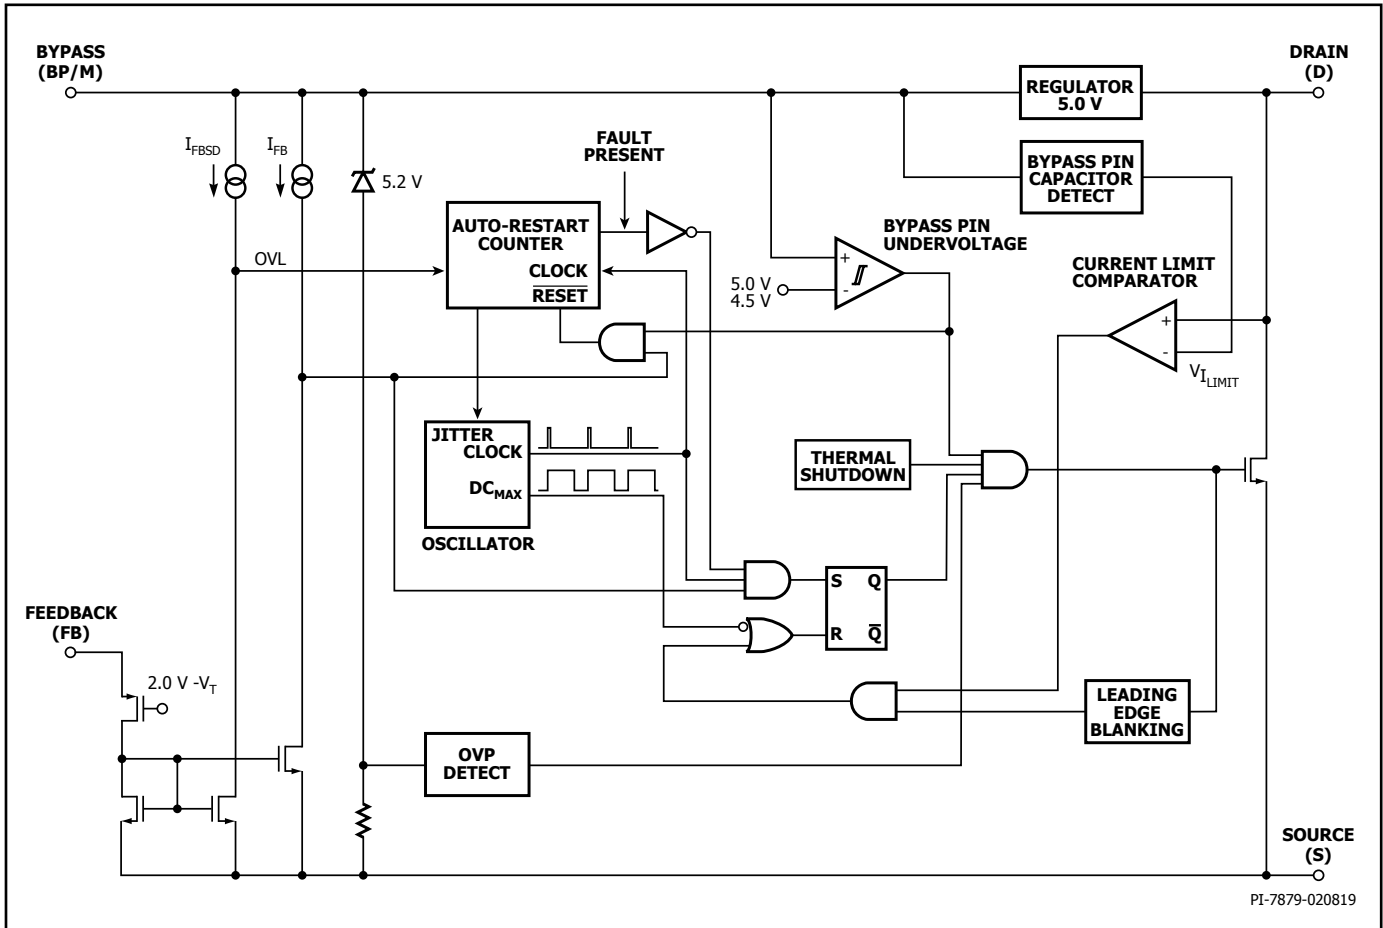 BYPASS
(BP/M)
DRAIN
(D)
REGULATOR
5.0 V
I_FBSD
I_FB
5.2 V
FAULT
PRESENT
BYPASS PIN
CAPACITOR
DETECT
AUTO-RESTART
COUNTER
CLOCK
R̅E̅S̅E̅T̅
OVL
BYPASS PIN
UNDERVOLTAGE
+
-
5.0 V
4.5 V
CURRENT LIMIT
COMPARATOR
+
-
V_I_LIMIT
JITTER
CLOCK
DC_MAX
OSCILLATOR
THERMAL
SHUTDOWN
S Q
R Q̅
FEEDBACK
(FB)
2.0 V -V_T
LEADING
EDGE
BLANKING
OVP
DETECT
SOURCE
(S)
PI-7879-020819